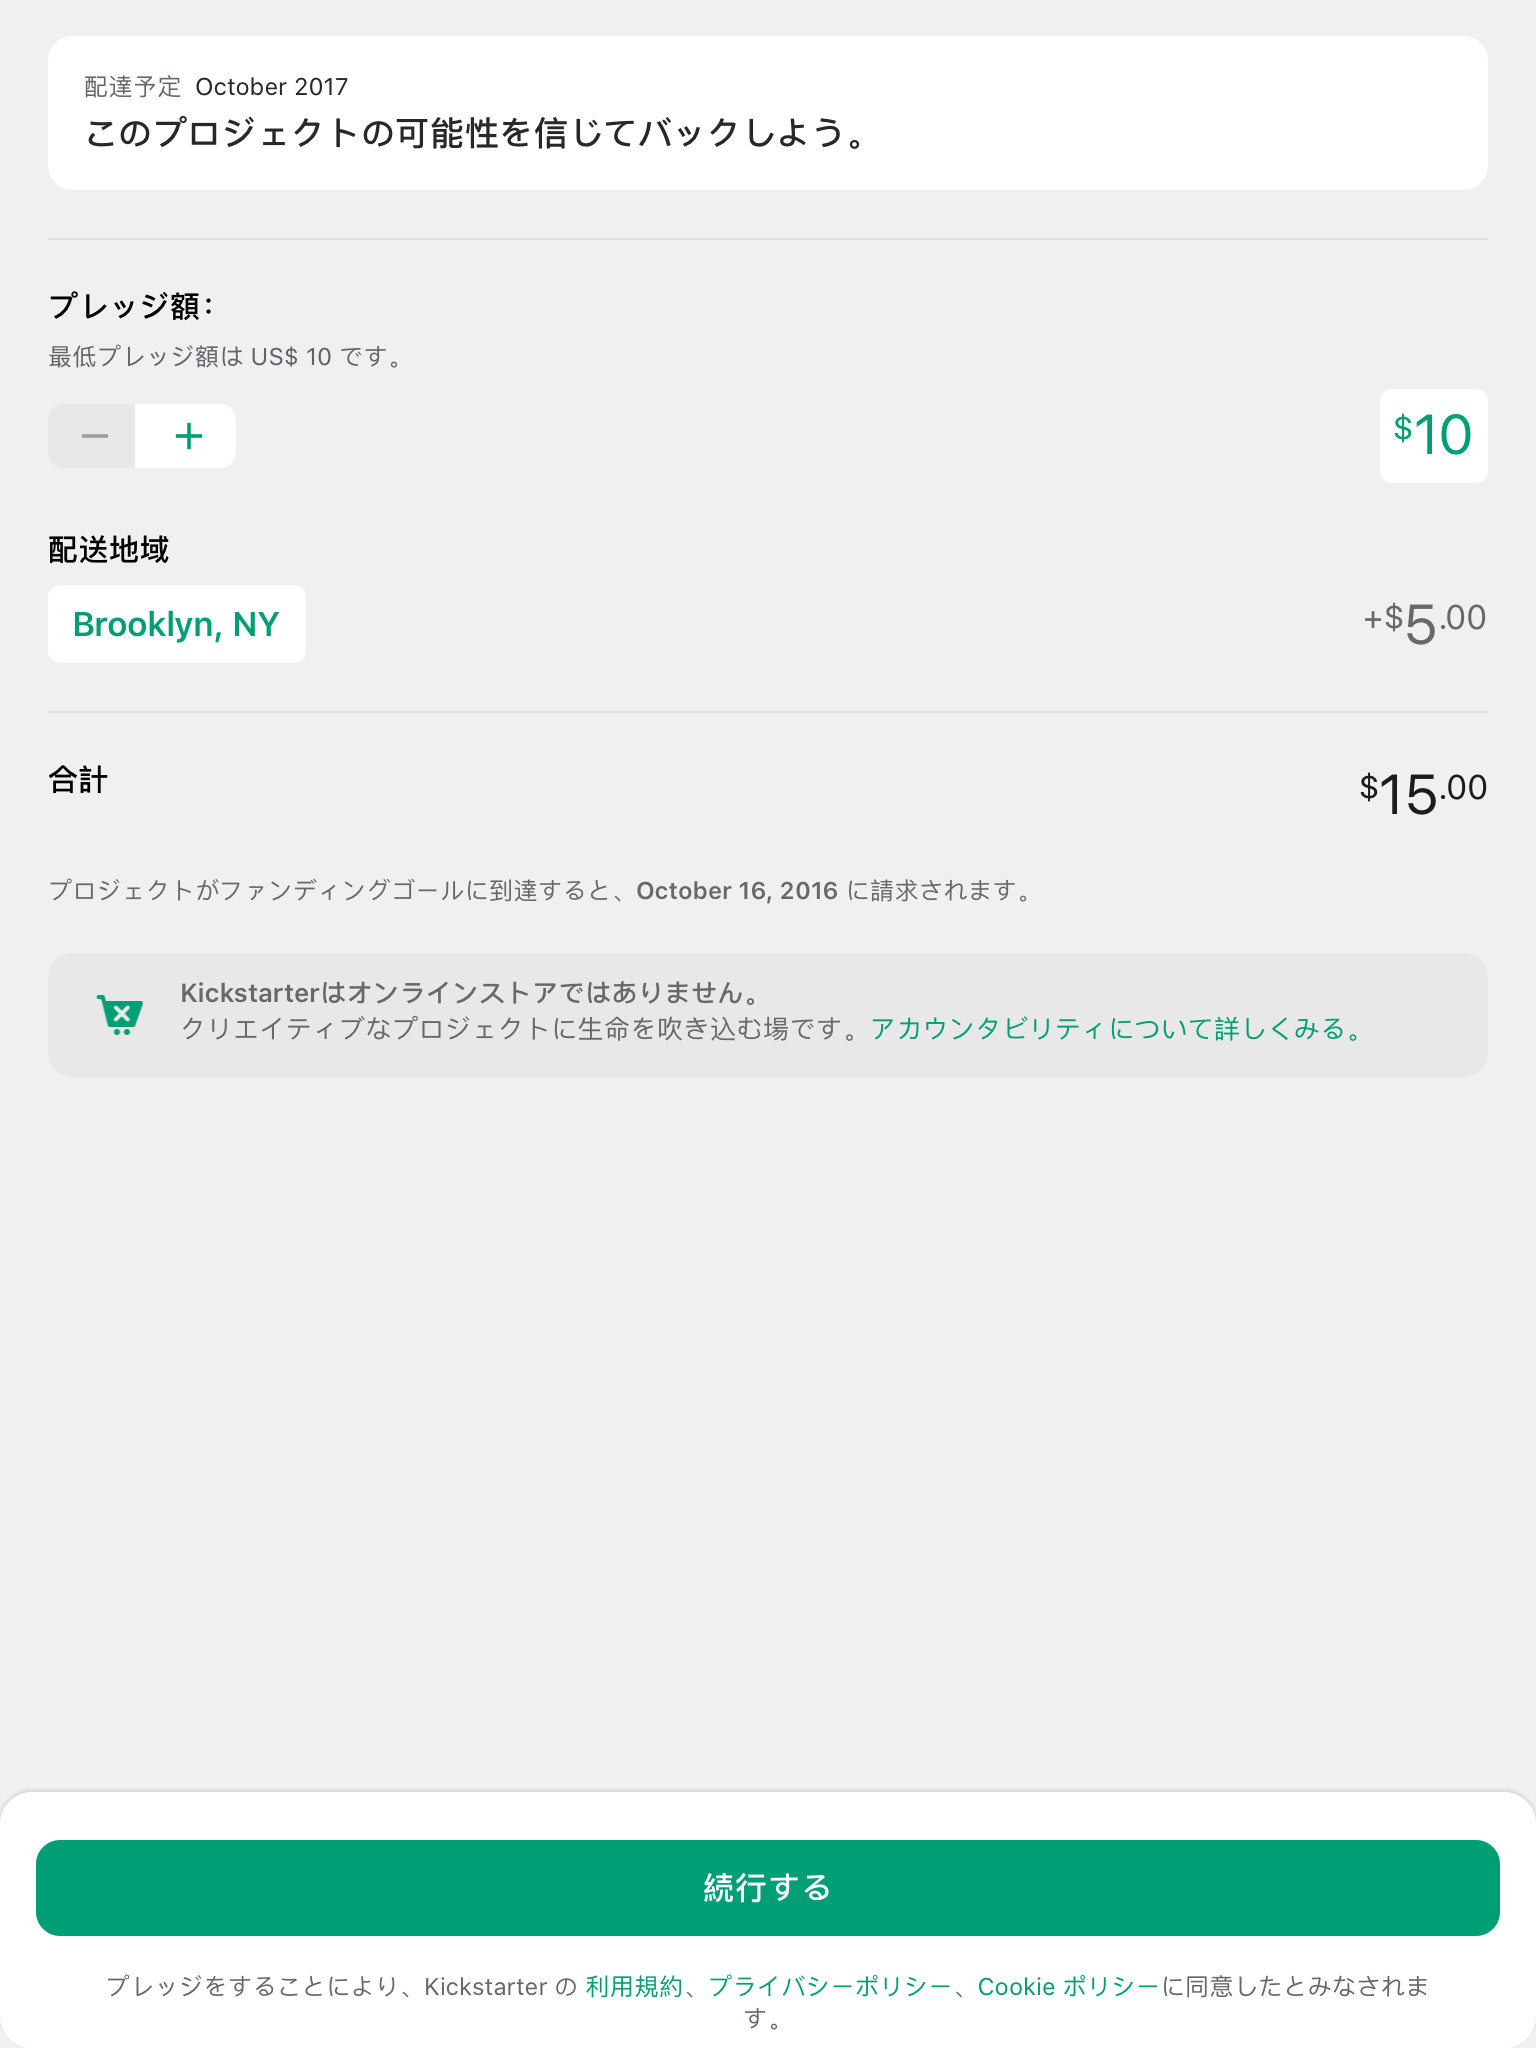 配達予定 October 2017
このプロジェクトの可能性を信じてバックしよう。
プレッジ額：
最低プレッジ額は US$ 10 です。
− +
$10
配送地域
Brooklyn, NY
+$5.00
合計
$15.00
プロジェクトがファンディングゴールに到達すると、October 16, 2016 に請求されます。
Kickstarterはオンラインストアではありません。
クリエイティブなプロジェクトに生命を吹き込む場です。アカウンタビリティについて詳しくみる。
続行する
プレッジをすることにより、Kickstarter の 利用規約、プライバシーポリシー、Cookie ポリシーに同意したとみなされま
す。